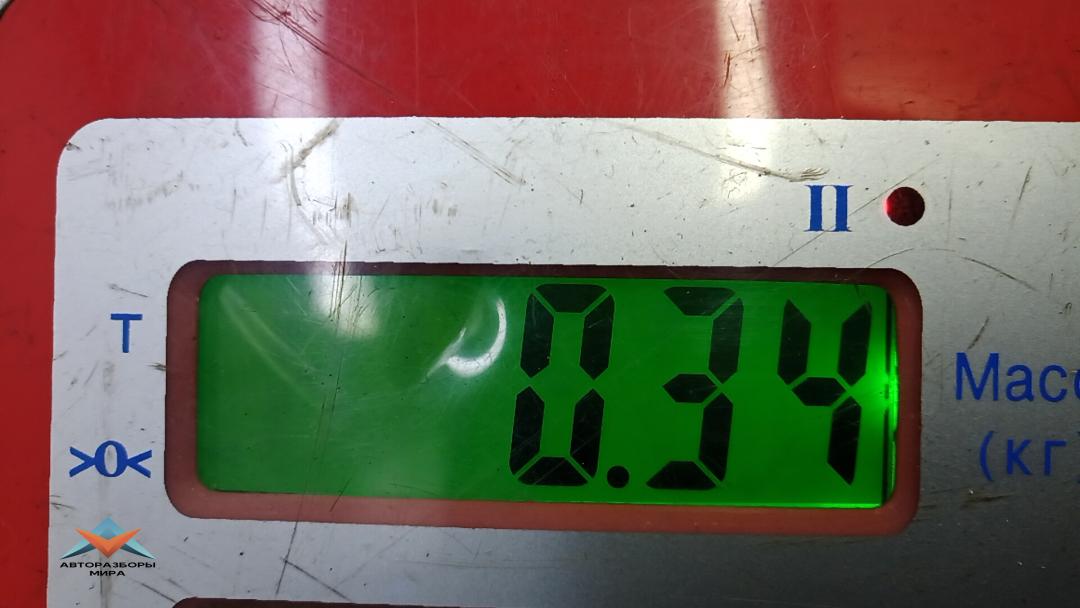 II
T
0.34
Масс
(кг)
>0<
АВТОРАЗБОРЫ
МИРА